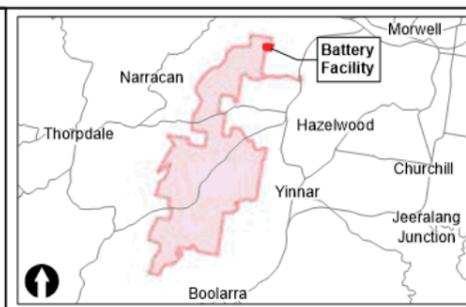 Morwell
Battery
Facility
Narracan
Thorpdale
Hazelwood
Churchill
Yinnar
Jeeralang
Junction
Boolarra